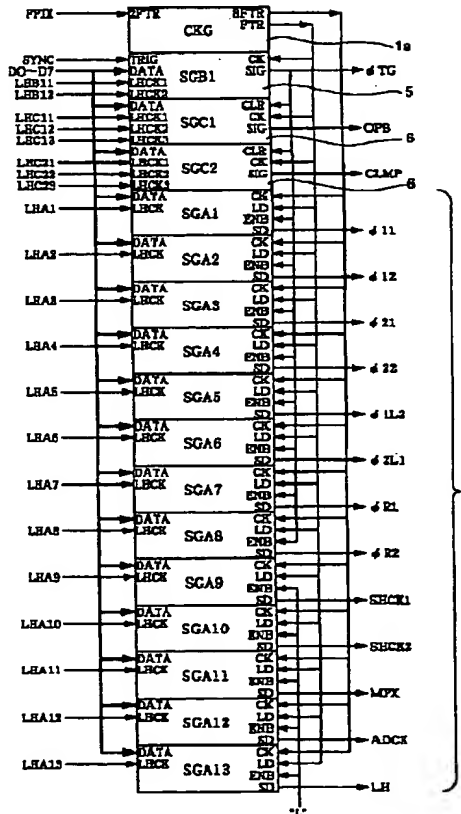 FPIX 2FTR 8FTR
FTR
CKG
1a
SYNC TRIG CK
D0~D7 DATA SIG φTG
LHB11 LHCK1 SGB1
LHB12 LHCK2 5
DATA CLR
LHC11 LHCK1 SGC1 CK
LHC12 LHCK2 SIG OPB
LHC13 LHCK3 6
DATA CLR
LHC21 LHCK1 SGC2 CK
LHC22 LHCK2 SIG CLMP
LHC23 LHCK3 6
DATA CK
LHA1 LHCK SGA1 LD
ENB
SD φ11
DATA CK
LHA2 LHCK SGA2 LD
ENB
SD φ12
DATA CK
LHA3 LHCK SGA3 LD
ENB
SD φ21
DATA CK
LHA4 LHCK SGA4 LD
ENB
SD φ22
DATA CK
LHA5 LHCK SGA5 LD
ENB
SD φ1L2
DATA CK
LHA6 LHCK SGA6 LD
ENB
SD φ2L1
DATA CK
LHA7 LHCK SGA7 LD
ENB
SD φR1
DATA CK
LHA8 LHCK SGA8 LD
ENB
SD φR2
DATA CK
LHA9 LHCK SGA9 LD
ENB
SD SHCK1
DATA CK
LHA10 LHCK SGA10 LD
ENB
SD SHCK2
DATA CK
LHA11 LHCK SGA11 LD
ENB
SD MPX
DATA CK
LHA12 LHCK SGA12 LD
ENB
SD ADCK
DATA CK
LHA13 LHCK SGA13 LD
ENB
SD LH